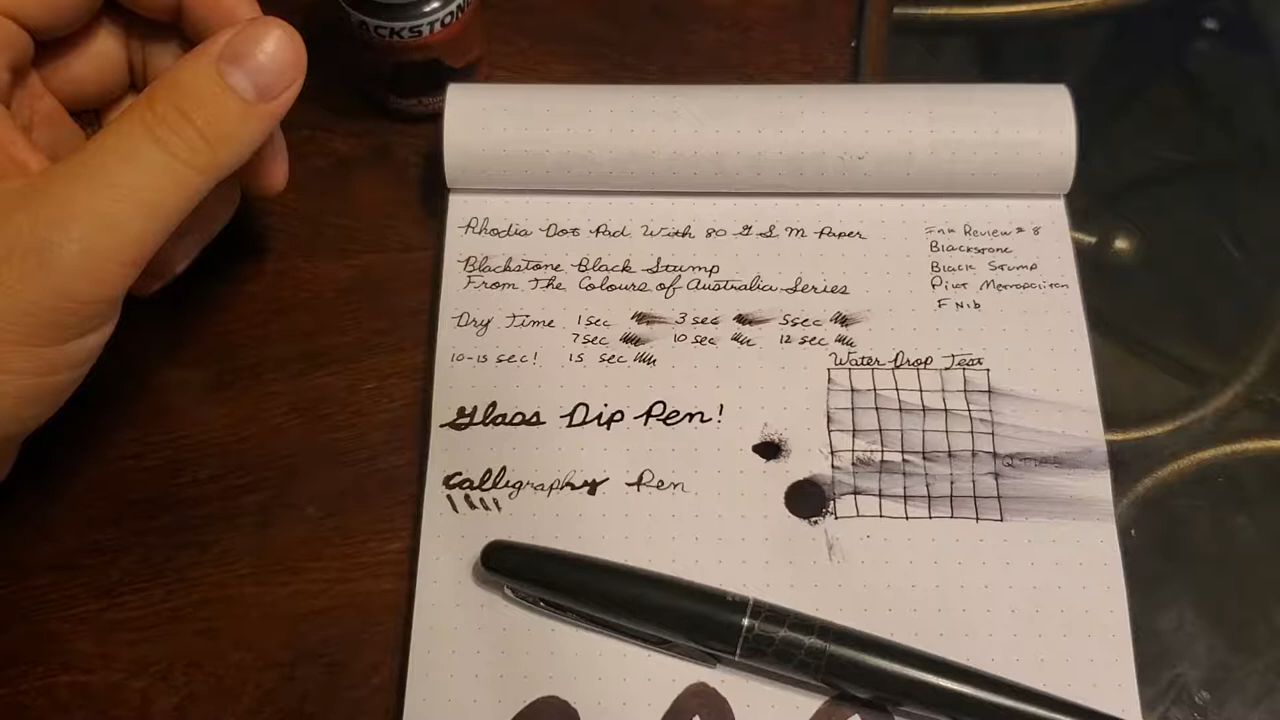 BLACKSTONE
Rhodia Dot Pad With 80 G S M Paper
Ink Review # 8
Blackstone
Black Stump
Pilot Metropolitan
F Nib
Blackstone Black Stump
From The Colours of Australia Series
Dry Time 1 sec 3 sec 5 sec
7 sec 10 sec 12 sec
10-15 sec! 15 sec
Water Drop Test
Glass Dip Pen!
Calligraphy Pen